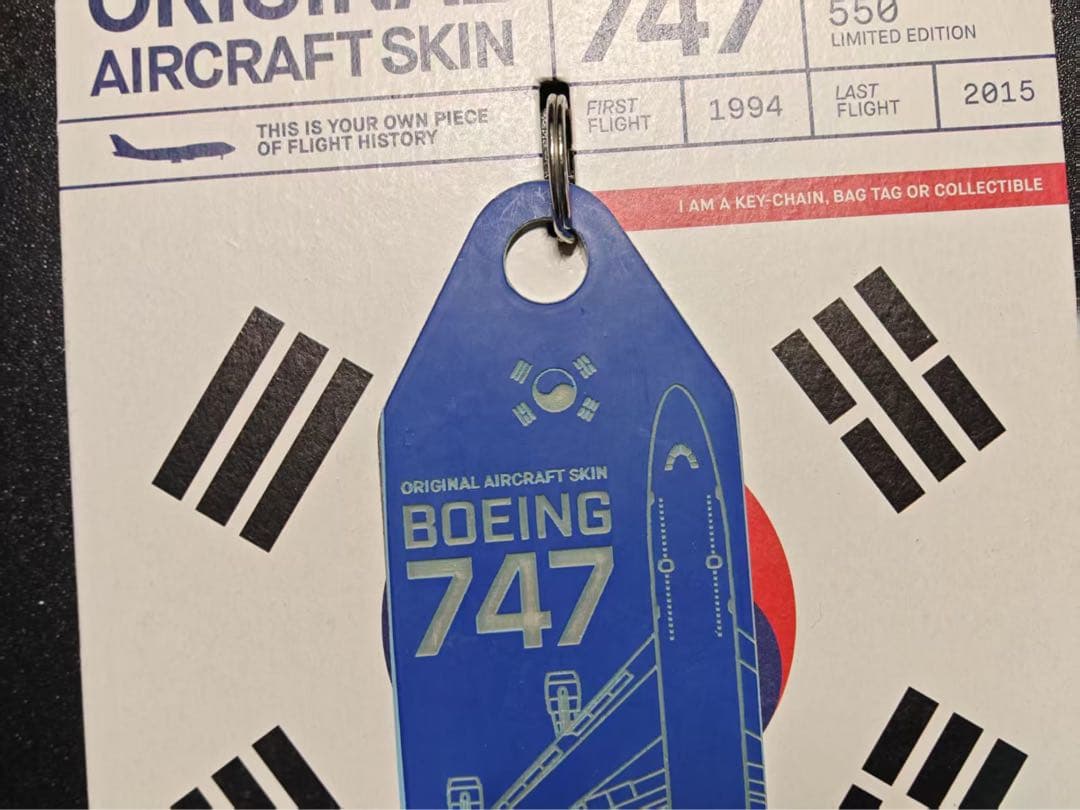 ORIGINAL
AIRCRAFT SKIN
747
550
LIMITED EDITION
THIS IS YOUR OWN PIECE
OF FLIGHT HISTORY
FIRST
FLIGHT
1994
LAST
FLIGHT
2015
I AM A KEY-CHAIN, BAG TAG OR COLLECTIBLE
ORIGINAL AIRCRAFT SKIN
BOEING
747